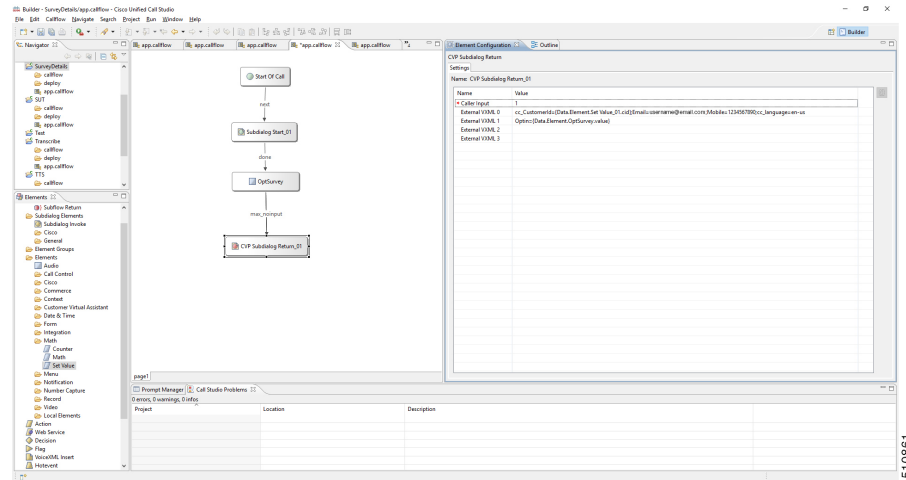 Builder - SurveyDetails/app.callflow - Cisco Unified Call Studio
File Edit Callflow Navigate Search Project Run Window Help
Builder
Navigator
SurveyDetails
callflow
deploy
app.callflow
SUT
callflow
deploy
app.callflow
Test
Transcribe
callflow
deploy
app.callflow
TTS
callflow
Elements
Subflow Return
Subdialog Elements
Subdialog Invoke
Cisco
General
Element Groups
Elements
Audio
Call Control
Cisco
Commerce
Context
Customer Virtual Assistant
Date & Time
Form
Integration
Math
Counter
Math
Set Value
Menu
Notification
Number Capture
Record
Video
Local Elements
Action
Web Service
Decision
Flag
VoiceXML Insert
Hotevent
app.callflow
app.callflow
app.callflow
*app.callflow
app.callflow
Start Of Call
next
Subdialog Start_01
done
OptSurvey
max_noinput
CVP Subdialog Return_01
page1
Element Configuration
Outline
CVP Subdialog Return
Settings
Name: CVP Subdialog Return_01
Name Value
* Caller Input 1
External VXML 0 cc_CustomerId={Data.Element.Set Value_01.cid};Email=username@email.com;Mobile=1234567890;cc_language=en-us
External VXML 1 Optin={Data.Element.OptSurvey.value}
External VXML 2
External VXML 3
Prompt Manager
Call Studio Problems
0 errors, 0 warnings, 0 infos
Project Location Description